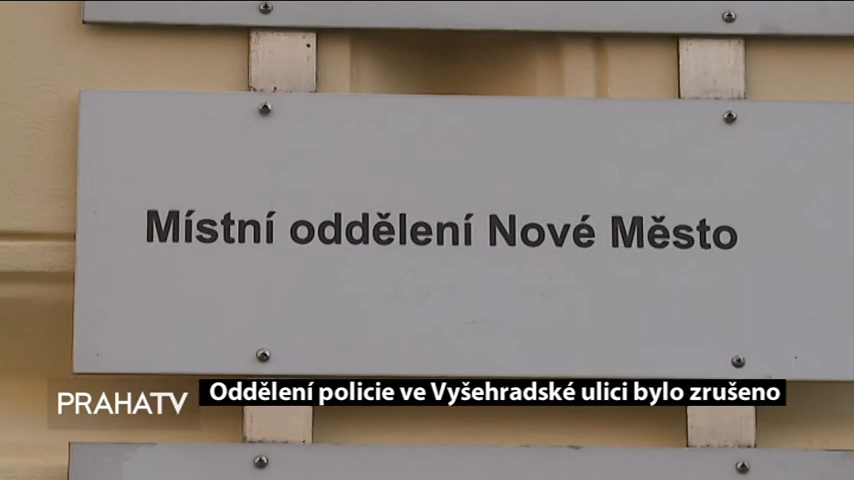 Místní oddělení Nové Město
PRAHATV
Oddělení policie ve Vyšehradské ulici bylo zrušeno